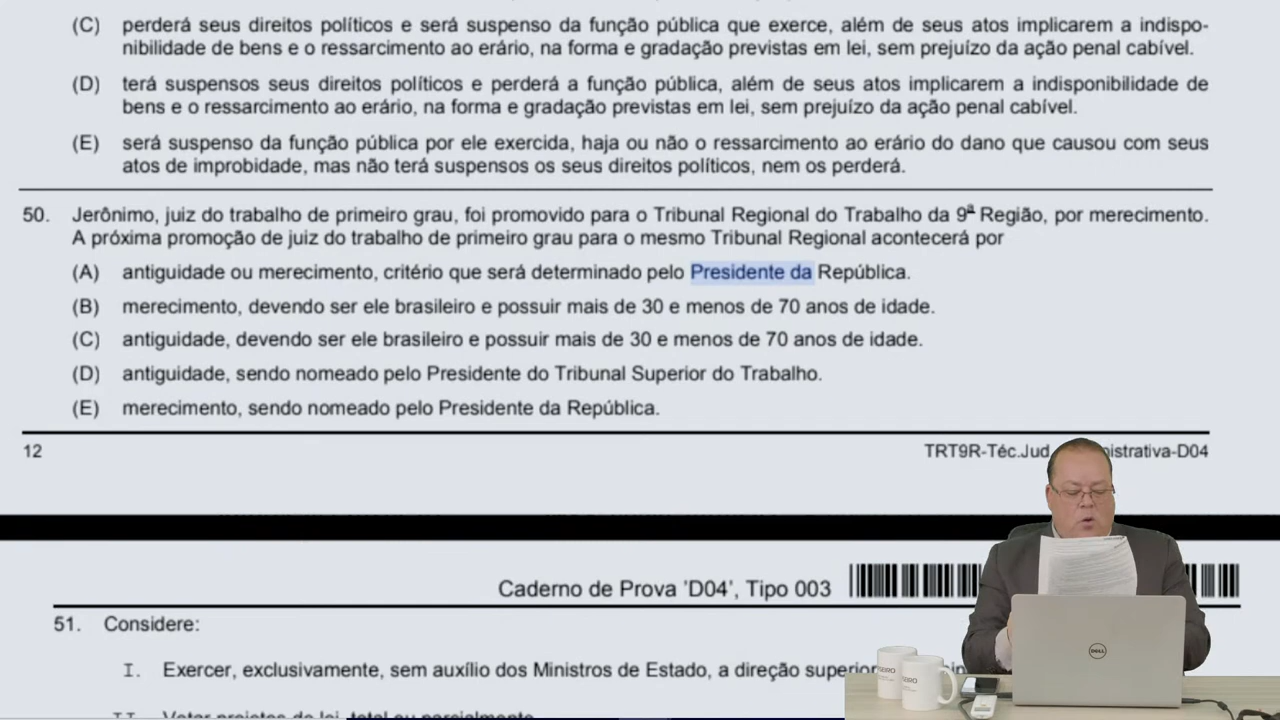 (C) perderá seus direitos políticos e será suspenso da função pública que exerce, além de seus atos implicarem a indispo-
nibilidade de bens e o ressarcimento ao erário, na forma e gradação previstas em lei, sem prejuízo da ação penal cabível.
(D) terá suspensos seus direitos políticos e perderá a função pública, além de seus atos implicarem a indisponibilidade de
bens e o ressarcimento ao erário, na forma e gradação previstas em lei, sem prejuízo da ação penal cabível.
(E) será suspenso da função pública por ele exercida, haja ou não o ressarcimento ao erário do dano que causou com seus
atos de improbidade, mas não terá suspensos os seus direitos políticos, nem os perderá.
50. Jerônimo, juiz do trabalho de primeiro grau, foi promovido para o Tribunal Regional do Trabalho da 9ª Região, por merecimento.
A próxima promoção de juiz do trabalho de primeiro grau para o mesmo Tribunal Regional acontecerá por
(A) antiguidade ou merecimento, critério que será determinado pelo Presidente da República.
(B) merecimento, devendo ser ele brasileiro e possuir mais de 30 e menos de 70 anos de idade.
(C) antiguidade, devendo ser ele brasileiro e possuir mais de 30 e menos de 70 anos de idade.
(D) antiguidade, sendo nomeado pelo Presidente do Tribunal Superior do Trabalho.
(E) merecimento, sendo nomeado pelo Presidente da República.
12 TRT9R-Téc.Jud. nistrativa-D04
Caderno de Prova 'D04', Tipo 003
51. Considere:
I. Exercer, exclusivamente, sem auxílio dos Ministros de Estado, a direção superior
II. Vetar projetos de lei, total ou parcialmente.
DELL